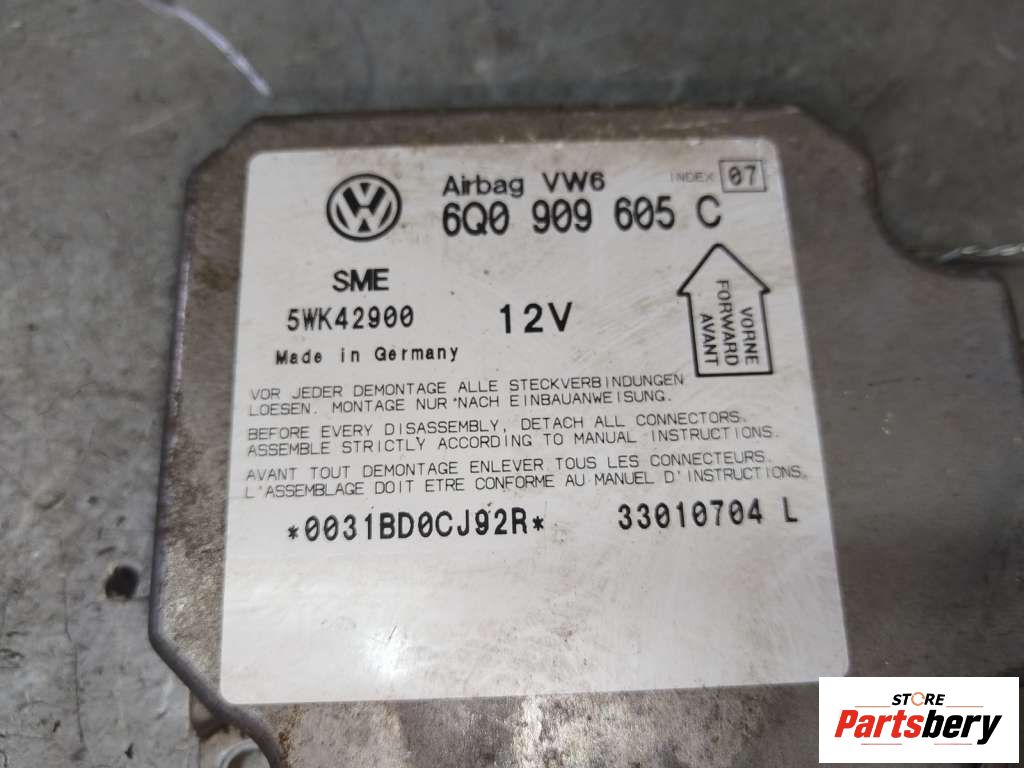 Airbag VW6 INDEX 07
6Q0 909 605 C
SME
5WK42900 12V
Made in Germany
VORNE
FORWARD
AVANT
VOR JEDER DEMONTAGE ALLE STECKVERBINDUNGEN
LOESEN. MONTAGE NUR NACH EINBAUANWEISUNG.
BEFORE EVERY DISASSEMBLY, DETACH ALL CONNECTORS.
ASSEMBLE STRICTLY ACCORDING TO MANUAL INSTRUCTIONS.
AVANT TOUT DEMONTAGE ENLEVER TOUS LES CONNECTEURS.
L'ASSEMBLAGE DOIT ETRE CONFORME AU MANUEL D'INSTRUCTIONS.
*0031BD0CJ92R* 33010704 L
STORE
Partsbery